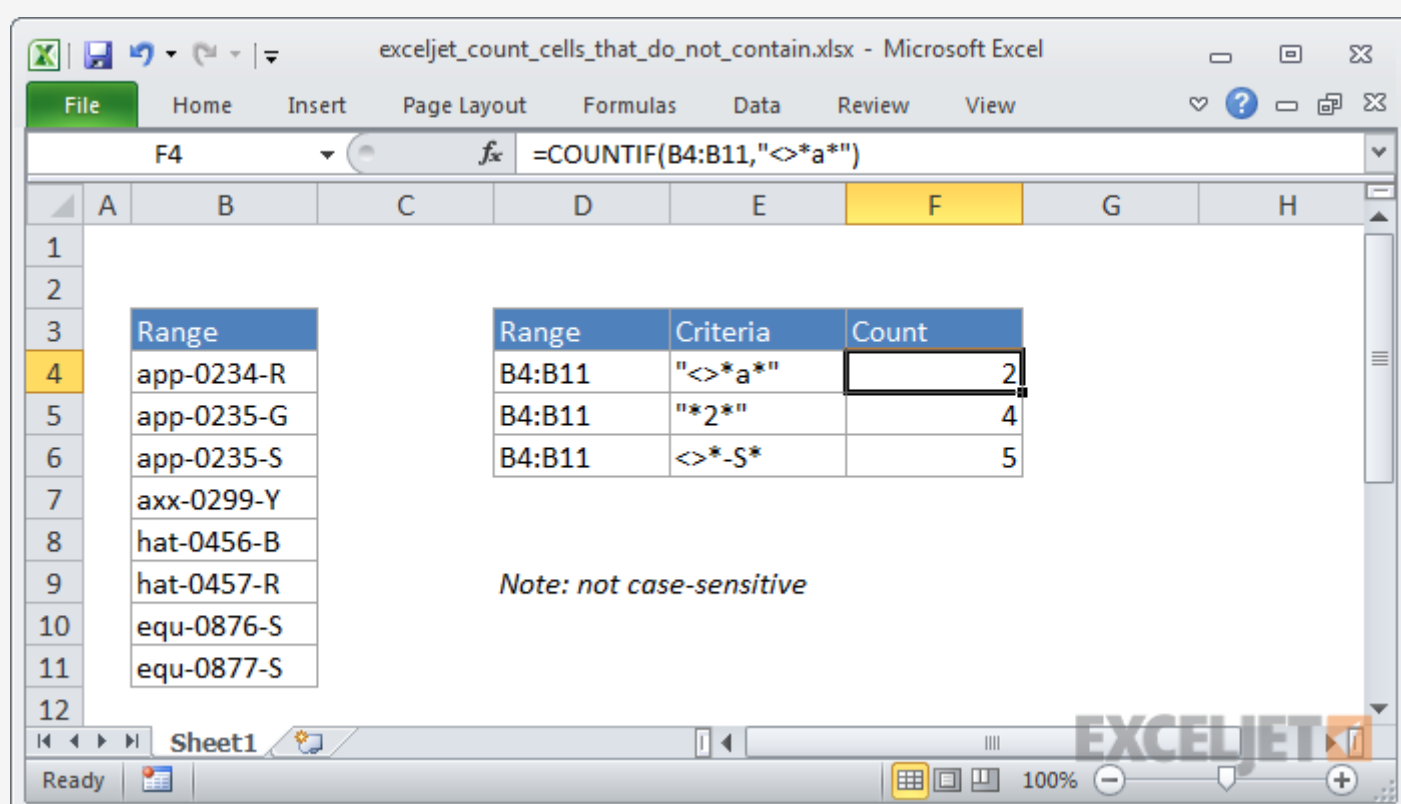 exceljet_count_cells_that_do_not_contain.xlsx - Microsoft Excel
File Home Insert Page Layout Formulas Data Review View
F4 fx =COUNTIF(B4:B11,"<>*a*")
A B C D E F G H
1
2
3 Range Range Criteria Count
4 app-0234-R B4:B11 "<>*a*" 2
5 app-0235-G B4:B11 "*2*" 4
6 app-0235-S B4:B11 <>*-S* 5
7 axx-0299-Y
8 hat-0456-B
9 hat-0457-R Note: not case-sensitive
10 equ-0876-S
11 equ-0877-S
12
Sheet1
EXCELJET
Ready 100%